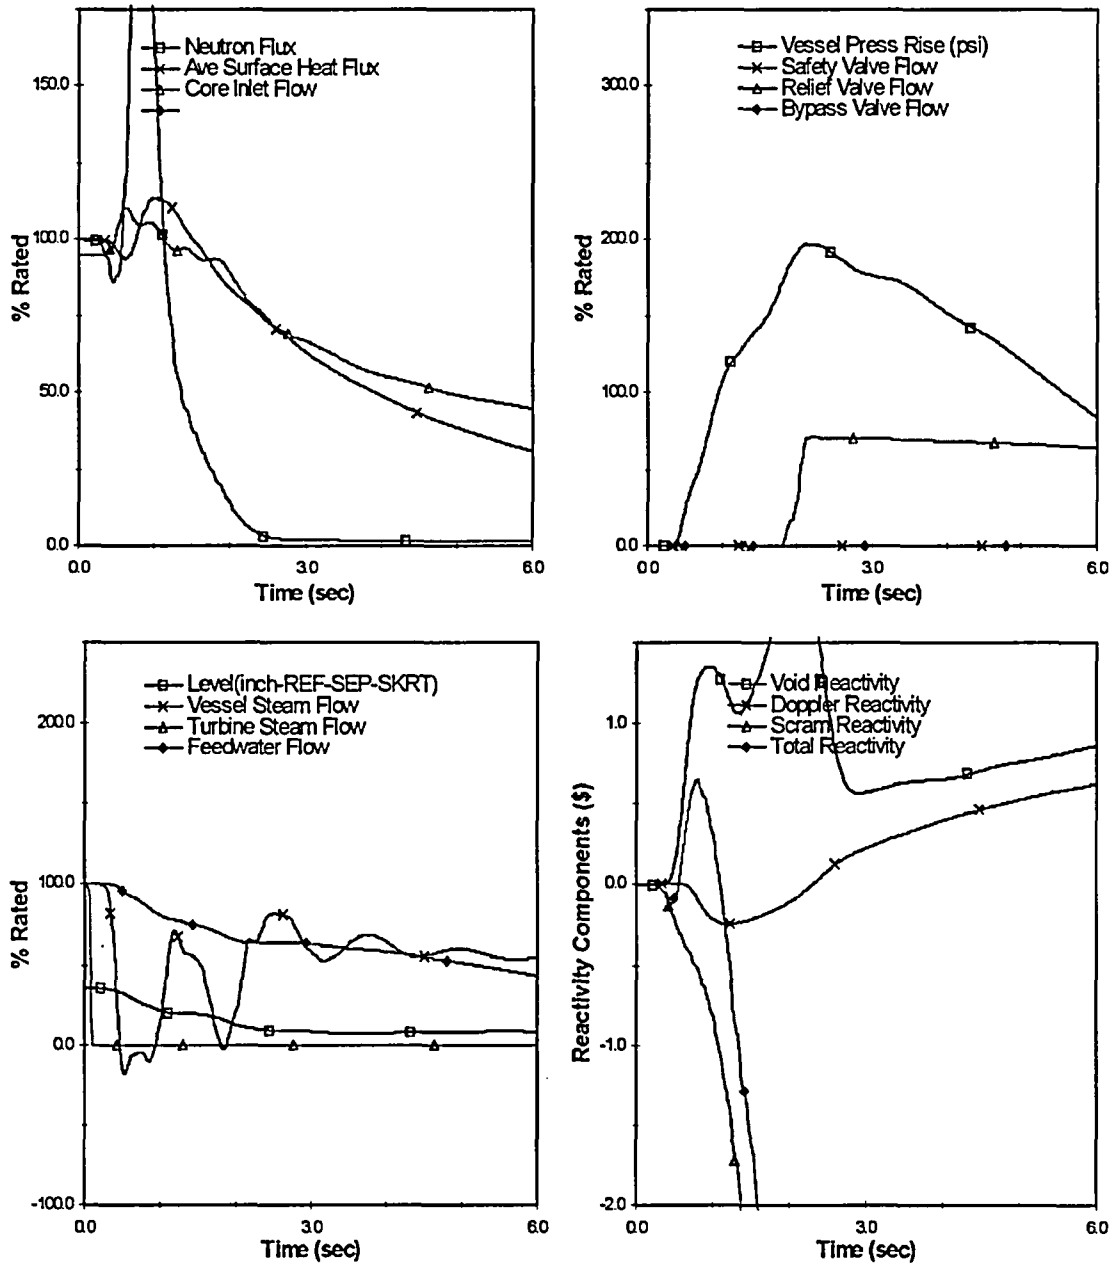 Neutron Flux
Ave Surface Heat Flux
Core Inlet Flow
150.0
100.0
50.0
0.0
% Rated
0.0
3.0
6.0
Time (sec)
Vessel Press Rise (psi)
Safety Valve Flow
Relief Valve Flow
Bypass Valve Flow
300.0
200.0
100.0
0.0
% Rated
0.0
3.0
6.0
Time (sec)
Level(inch-REF-SEP-SKRT)
Vessel Steam Flow
Turbine Steam Flow
Feedwater Flow
200.0
100.0
0.0
-100.0
% Rated
0.0
3.0
6.0
Time (sec)
Void Reactivity
Doppler Reactivity
Scram Reactivity
Total Reactivity
1.0
0.0
-1.0
-2.0
Reactivity Components ($)
0.0
3.0
6.0
Time (sec)